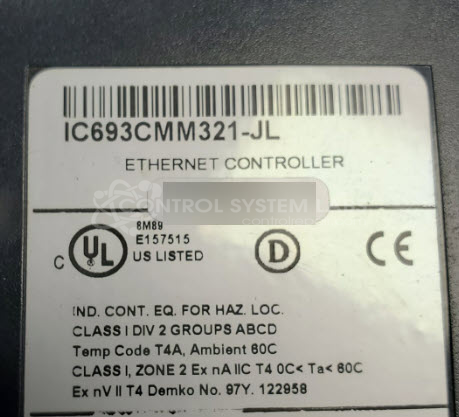 IC693CMM321-JL
ETHERNET CONTROLLER
CONTROL SYSTEM
controllers
8M89
E157515
C UL US LISTED
D
CE
IND. CONT. EQ. FOR HAZ. LOC.
CLASS I DIV 2 GROUPS ABCD
Temp Code T4A, Ambient 60C
CLASS I, ZONE 2 Ex nA IIC T4 0C< Ta< 60C
Ex nV II T4 Demko No. 97Y. 122958